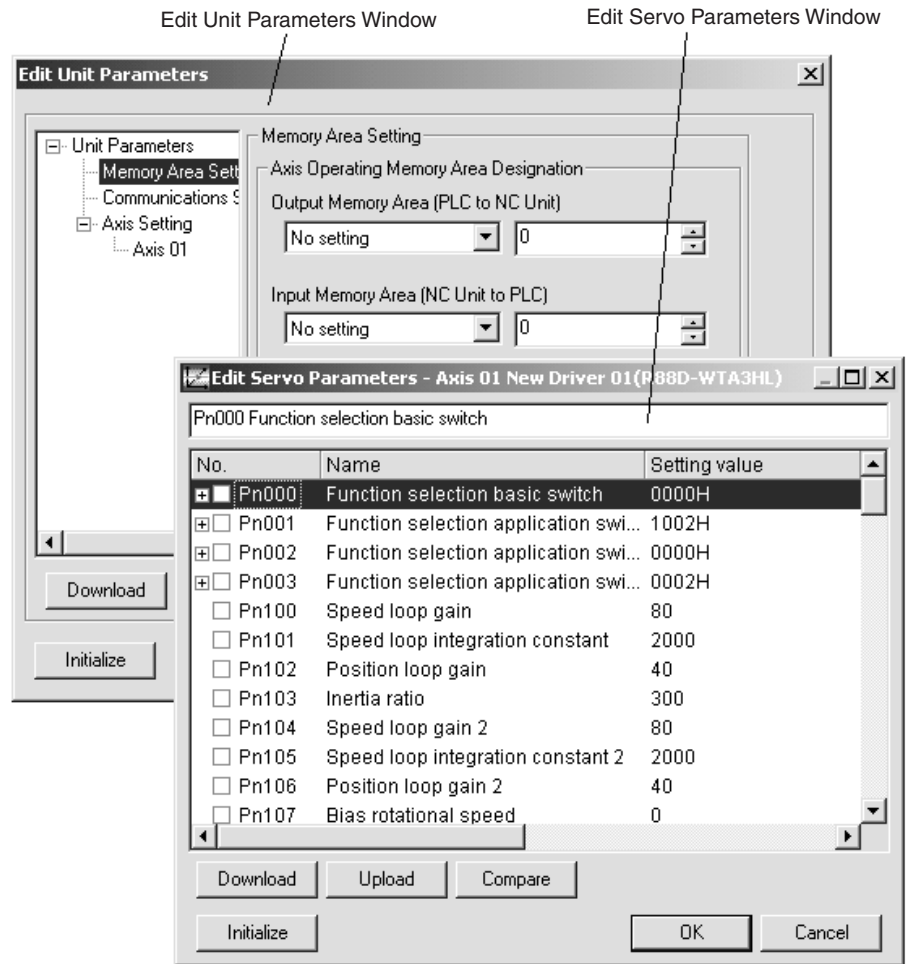 Edit Unit Parameters Window
Edit Servo Parameters Window
Edit Unit Parameters
Unit Parameters
Memory Area Sett
Communications S
Axis Setting
Axis 01
Memory Area Setting
Axis Operating Memory Area Designation
Output Memory Area (PLC to NC Unit)
No setting 0
Input Memory Area (NC Unit to PLC)
No setting 0
Download
Initialize
Edit Servo Parameters - Axis 01 New Driver 01(R88D-WTA3HL)
Pn000 Function selection basic switch
No. Name Setting value
Pn000 Function selection basic switch 0000H
Pn001 Function selection application swi... 1002H
Pn002 Function selection application swi... 0000H
Pn003 Function selection application swi... 0002H
Pn100 Speed loop gain 80
Pn101 Speed loop integration constant 2000
Pn102 Position loop gain 40
Pn103 Inertia ratio 300
Pn104 Speed loop gain 2 80
Pn105 Speed loop integration constant 2 2000
Pn106 Position loop gain 2 40
Pn107 Bias rotational speed 0
Download Upload Compare
Initialize OK Cancel